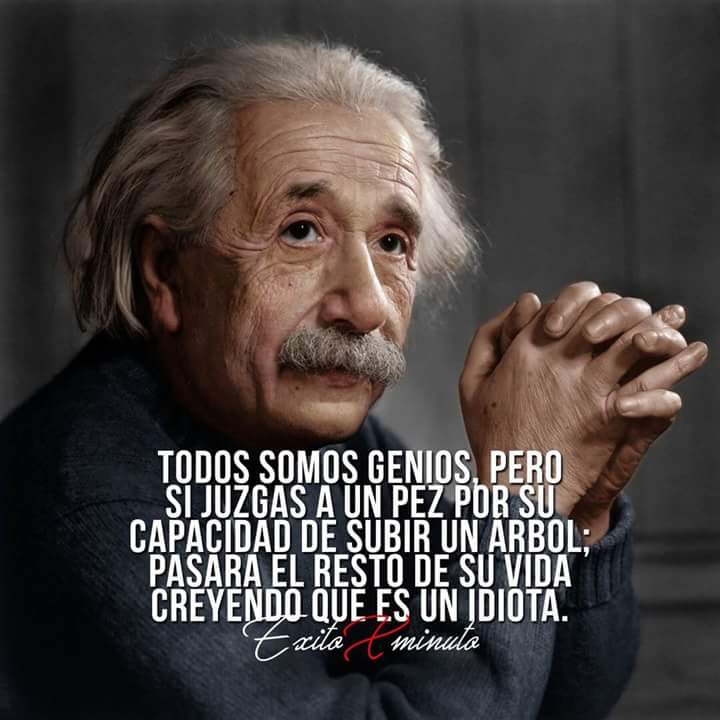 TODOS SOMOS GENIOS, PERO
SI JUZGAS A UN PEZ POR SU
CAPACIDAD DE SUBIR UN ÁRBOL;
PASARA EL RESTO DE SU VIDA
CREYENDO QUE ES UN IDIOTA.
Exito X minuto